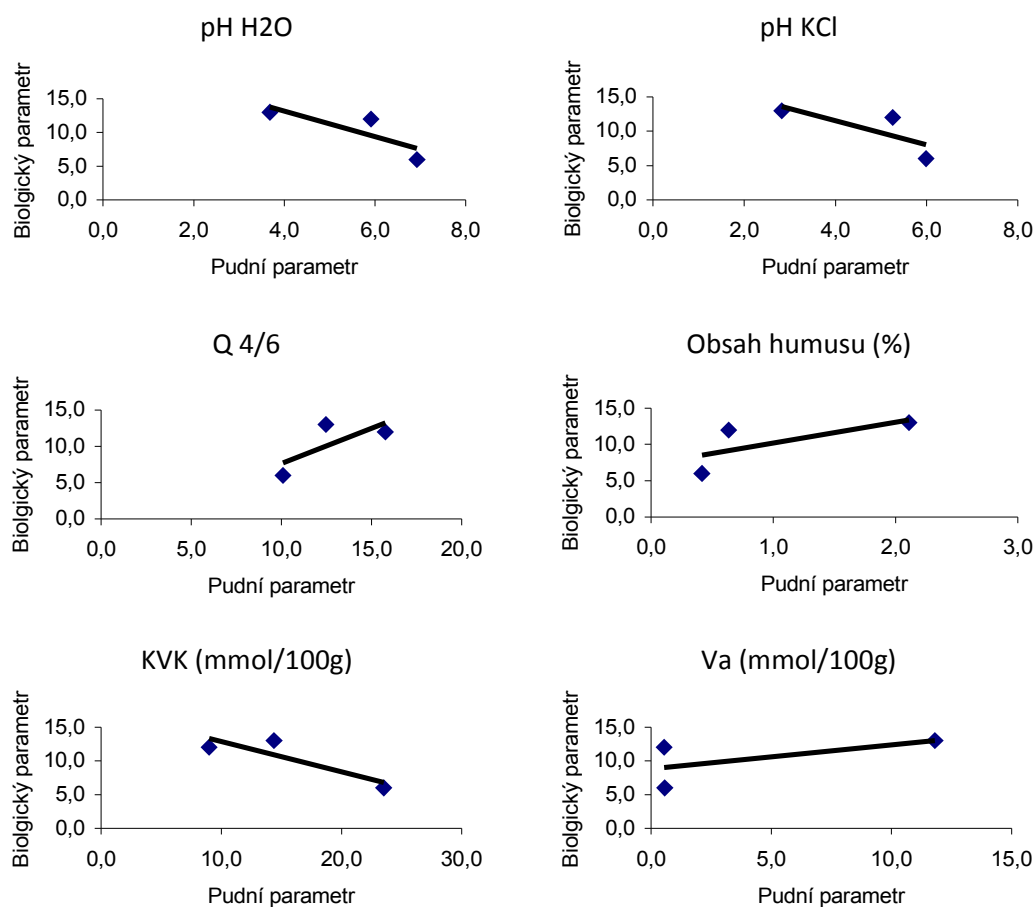 pH H2O
Biolgický parametr
15,0
10,0
5,0
0,0
0,0 2,0 4,0 6,0 8,0
Pudní parametr
pH KCl
Biolgický parametr
15,0
10,0
5,0
0,0
0,0 2,0 4,0 6,0 8,0
Pudní parametr
Q 4/6
Biolgický parametr
15,0
10,0
5,0
0,0
0,0 5,0 10,0 15,0 20,0
Pudní parametr
Obsah humusu (%)
Biolgický parametr
15,0
10,0
5,0
0,0
0,0 1,0 2,0 3,0
Pudní parametr
KVK (mmol/100g)
Biolgický parametr
15,0
10,0
5,0
0,0
0,0 10,0 20,0 30,0
Pudní parametr
Va (mmol/100g)
Biolgický parametr
15,0
10,0
5,0
0,0
0,0 5,0 10,0 15,0
Pudní parametr